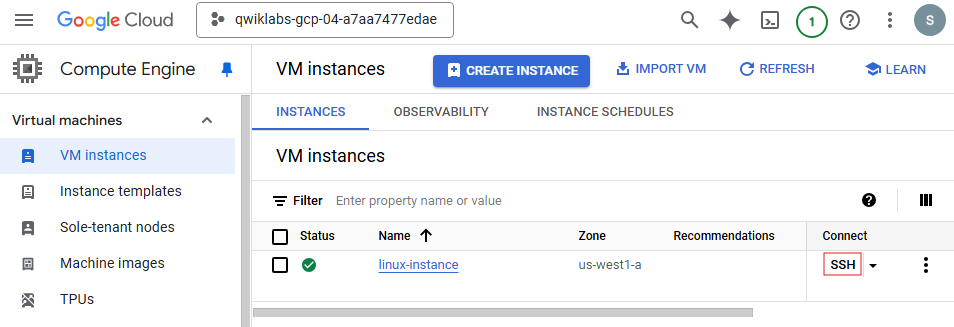 Google Cloud qwiklabs-gcp-04-a7aa7477edae 1 S
Compute Engine
VM instances CREATE INSTANCE IMPORT VM REFRESH LEARN
INSTANCES OBSERVABILITY INSTANCE SCHEDULES
Virtual machines
VM instances
Instance templates
Sole-tenant nodes
Machine images
TPUs
VM instances
Filter Enter property name or value
Status Name Zone Recommendations Connect
linux-instance us-west1-a SSH